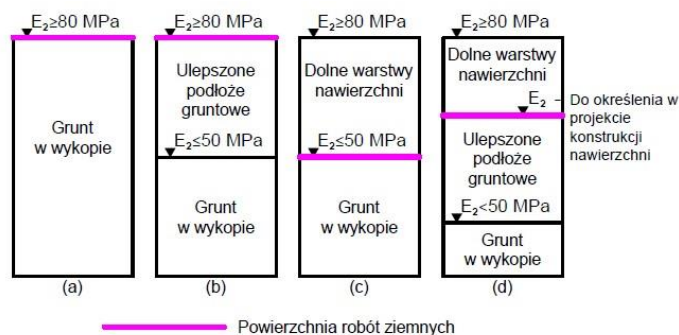 E₂≥80 MPa
Grunt
w wykopie
(a)
E₂≥80 MPa
Ulepszone
podłoże
gruntowe
E₂≤50 MPa
Grunt
w wykopie
(b)
E₂≥80 MPa
Dolne warstwy
nawierzchni
E₂≤50 MPa
Grunt
w wykopie
(c)
E₂≥80 MPa
Dolne warstwy
nawierzchni
E₂ – Do określenia w
projekcie
konstrukcji
nawierzchni
Ulepszone
podłoże
gruntowe
E₂<50 MPa
Grunt
w wykopie
(d)
Powierzchnia robót ziemnych